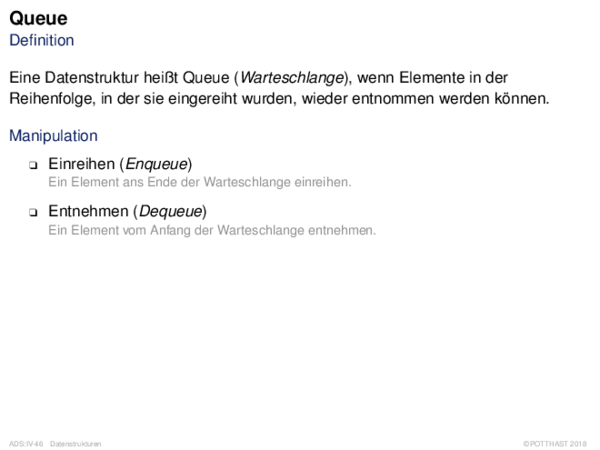 Queue
Definition
Eine Datenstruktur heißt Queue (Warteschlange), wenn Elemente in der
Reihenfolge, in der sie eingereiht wurden, wieder entnommen werden können.
Manipulation
❑ Einreihen (Enqueue)
Ein Element ans Ende der Warteschlange einreihen.
❑ Entnehmen (Dequeue)
Ein Element vom Anfang der Warteschlange entnehmen.
ADS:IV-46 Datenstrukturen ©POTTHAST 2018